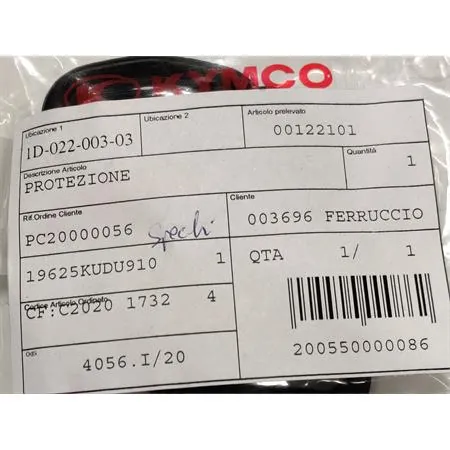 KYMCO
Ubicazione 1 Ubicazione 2 Articolo prelevato
1D-022-003-03 00122101
Descrizione Articolo Quantità
PROTEZIONE 1
Rif.Ordine Cliente Cliente
PC20000056 Specchi 003696 FERRUCCIO
19625KUDU910 1 QTA 1/ 1
Codice Articolo Ordinato
CF:C2020 1732 4
Odl
4056.I/20 200550000086